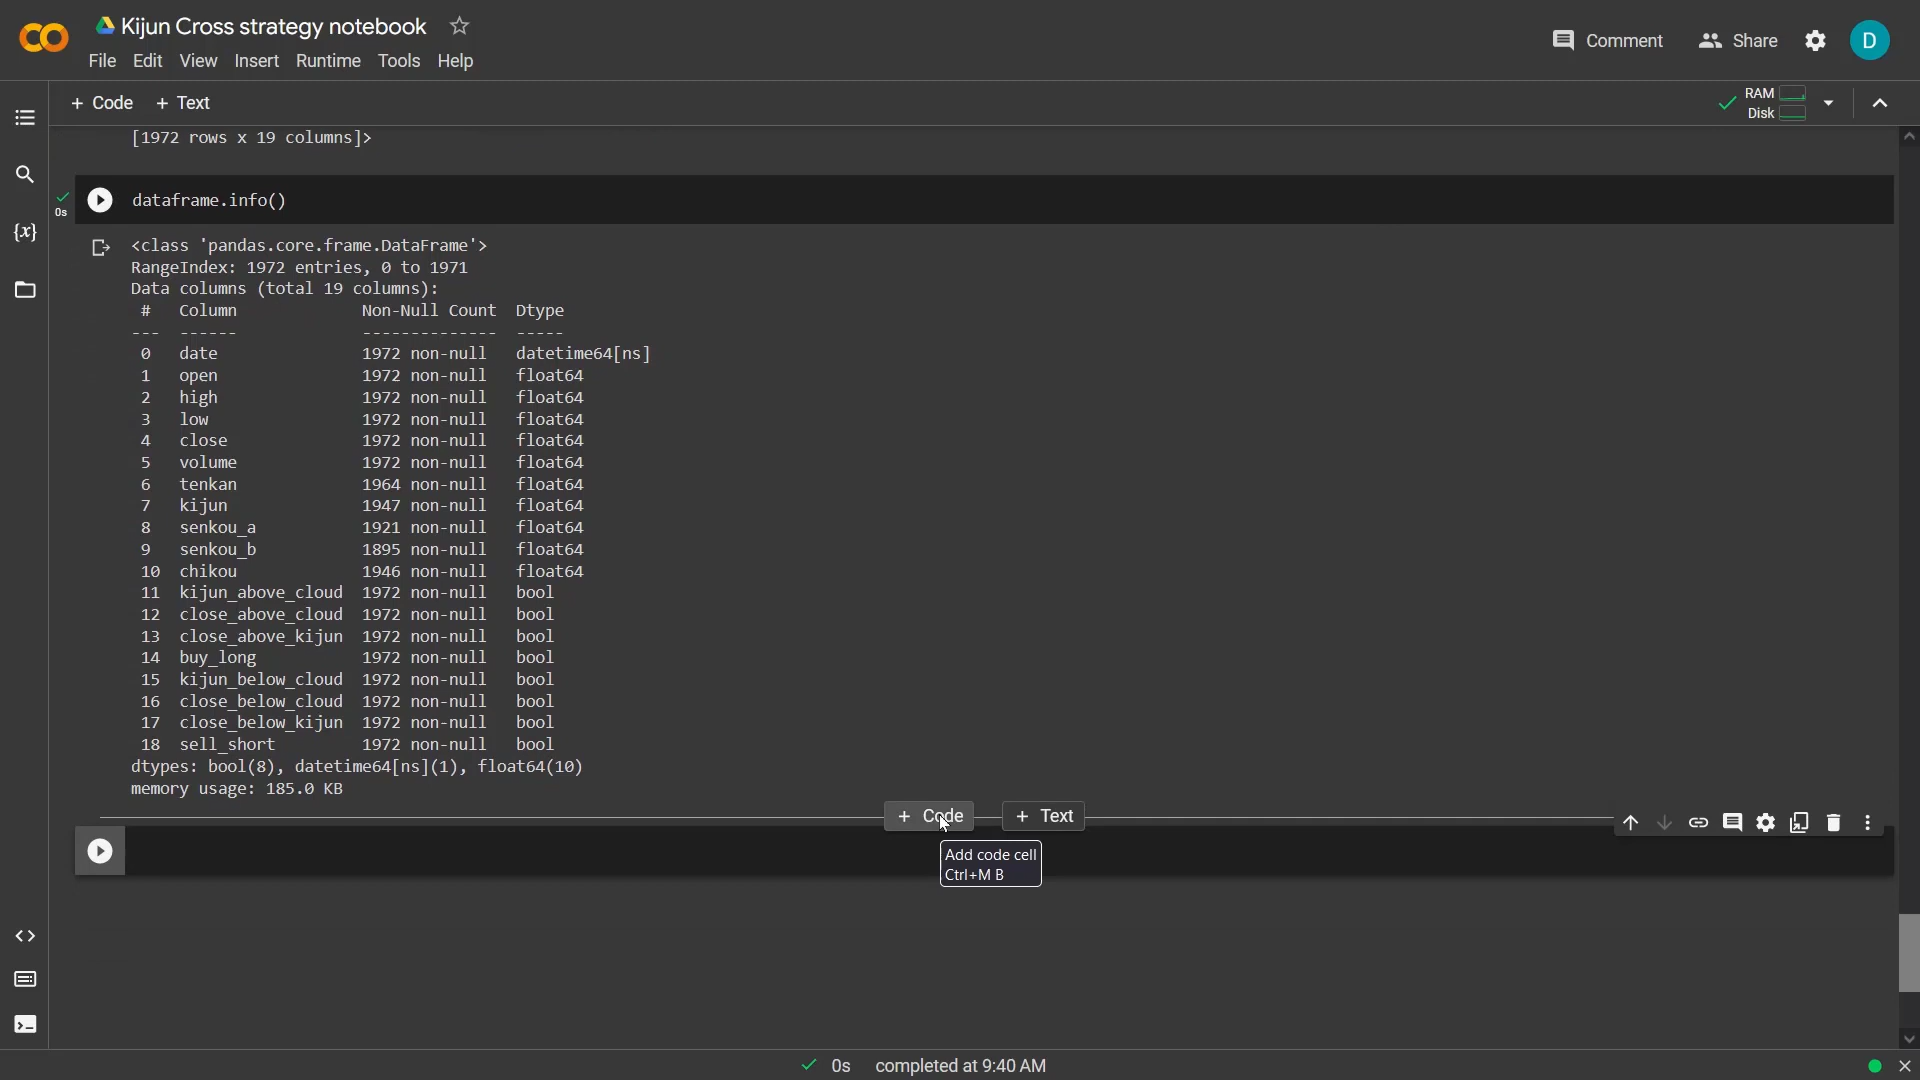 Kijun Cross strategy notebook
File Edit View Insert Runtime Tools Help
Comment Share D
+ Code + Text
RAM
Disk
[1972 rows x 19 columns]>
0s
dataframe.info()
{x}
<class 'pandas.core.frame.DataFrame'>
RangeIndex: 1972 entries, 0 to 1971
Data columns (total 19 columns):
# Column Non-Null Count Dtype
--- ------ -------------- -----
0 date 1972 non-null datetime64[ns]
1 open 1972 non-null float64
2 high 1972 non-null float64
3 low 1972 non-null float64
4 close 1972 non-null float64
5 volume 1972 non-null float64
6 tenkan 1964 non-null float64
7 kijun 1947 non-null float64
8 senkou_a 1921 non-null float64
9 senkou_b 1895 non-null float64
10 chikou 1946 non-null float64
11 kijun_above_cloud 1972 non-null bool
12 close_above_cloud 1972 non-null bool
13 close_above_kijun 1972 non-null bool
14 buy_long 1972 non-null bool
15 kijun_below_cloud 1972 non-null bool
16 close_below_cloud 1972 non-null bool
17 close_below_kijun 1972 non-null bool
18 sell_short 1972 non-null bool
dtypes: bool(8), datetime64[ns](1), float64(10)
memory usage: 185.0 KB
+ Code + Text
Add code cell
Ctrl+M B
0s completed at 9:40 AM